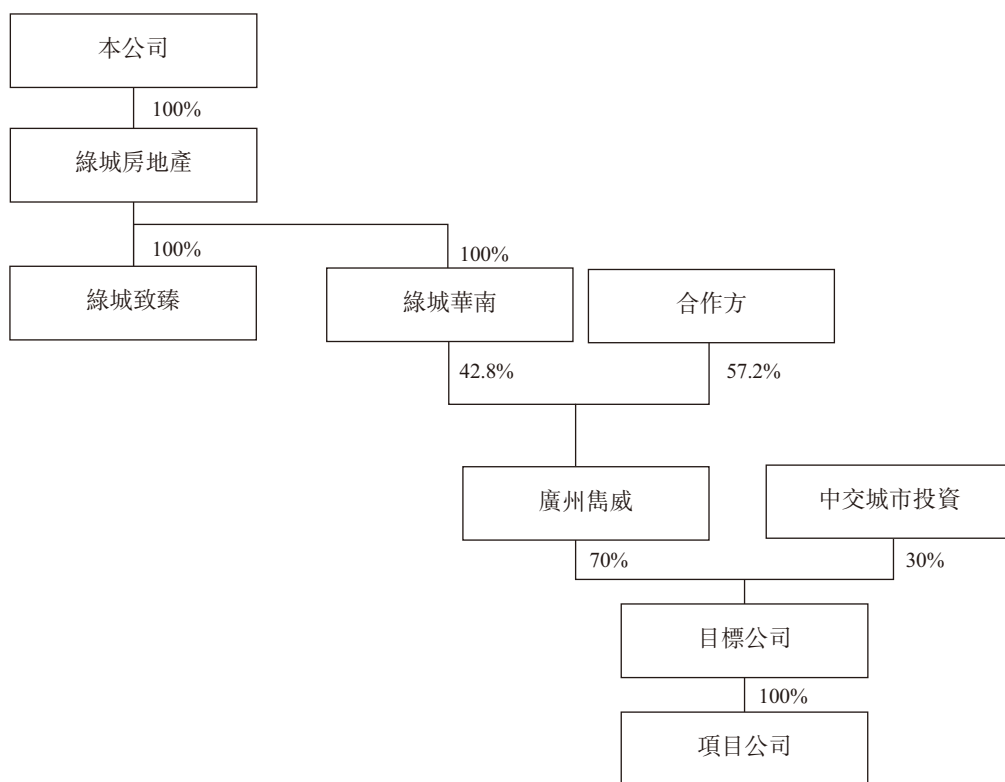 本公司
100%
綠城房地產
100%
100%
綠城致臻
綠城華南
合作方
42.8%
57.2%
廣州雋威
中交城市投資
70%
30%
目標公司
100%
項目公司